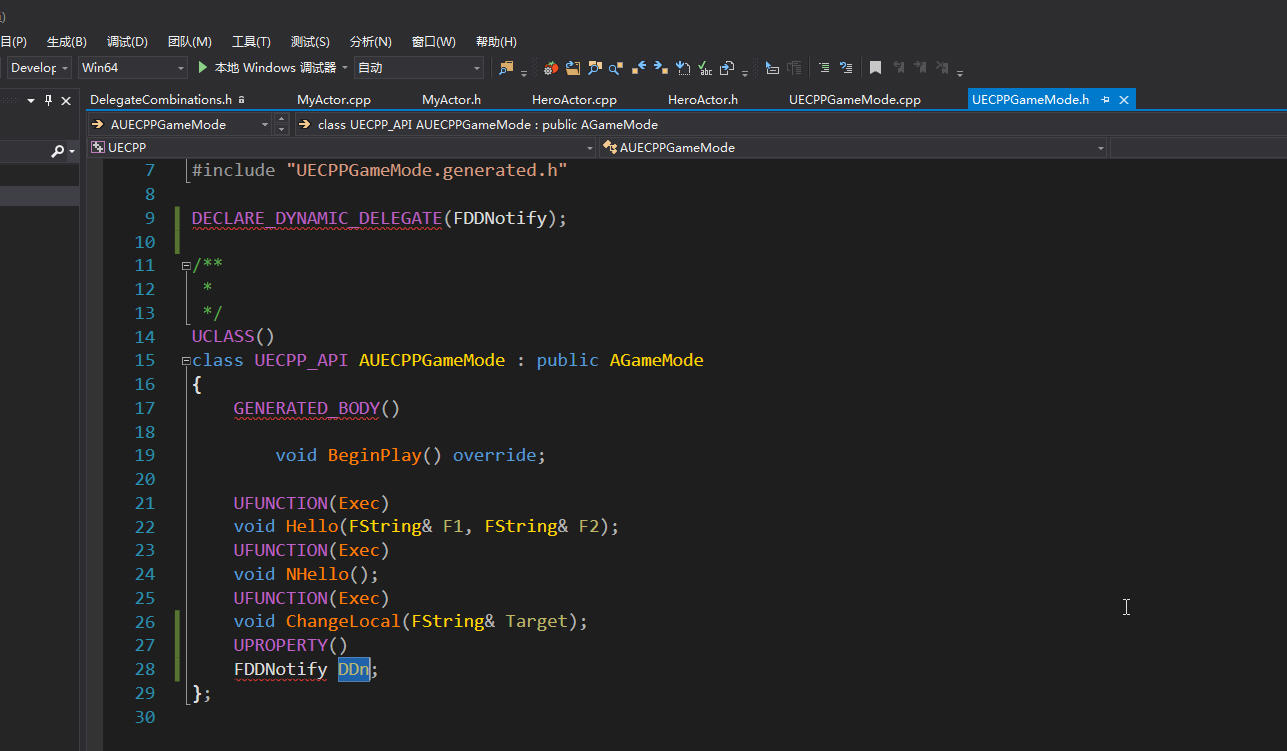 )
目(P) 生成(B) 调试(D) 团队(M) 工具(T) 测试(S) 分析(N) 窗口(W) 帮助(H)
Develop Win64 本地 Windows 调试器 自动
DelegateCombinations.h MyActor.cpp MyActor.h HeroActor.cpp HeroActor.h UECPPGameMode.cpp UECPPGameMode.h
AUECPPGameMode class UECPP_API AUECPPGameMode : public AGameMode
UECPP AUECPPGameMode
7 #include "UECPPGameMode.generated.h"
8
9 DECLARE_DYNAMIC_DELEGATE(FDDNotify);
10
11 /**
12 *
13 */
14 UCLASS()
15 class UECPP_API AUECPPGameMode : public AGameMode
16 {
17 GENERATED_BODY()
18
19 void BeginPlay() override;
20
21 UFUNCTION(Exec)
22 void Hello(FString& F1, FString& F2);
23 UFUNCTION(Exec)
24 void NHello();
25 UFUNCTION(Exec)
26 void ChangeLocal(FString& Target);
27 UPROPERTY()
28 FDDNotify DDn;
29 };
30